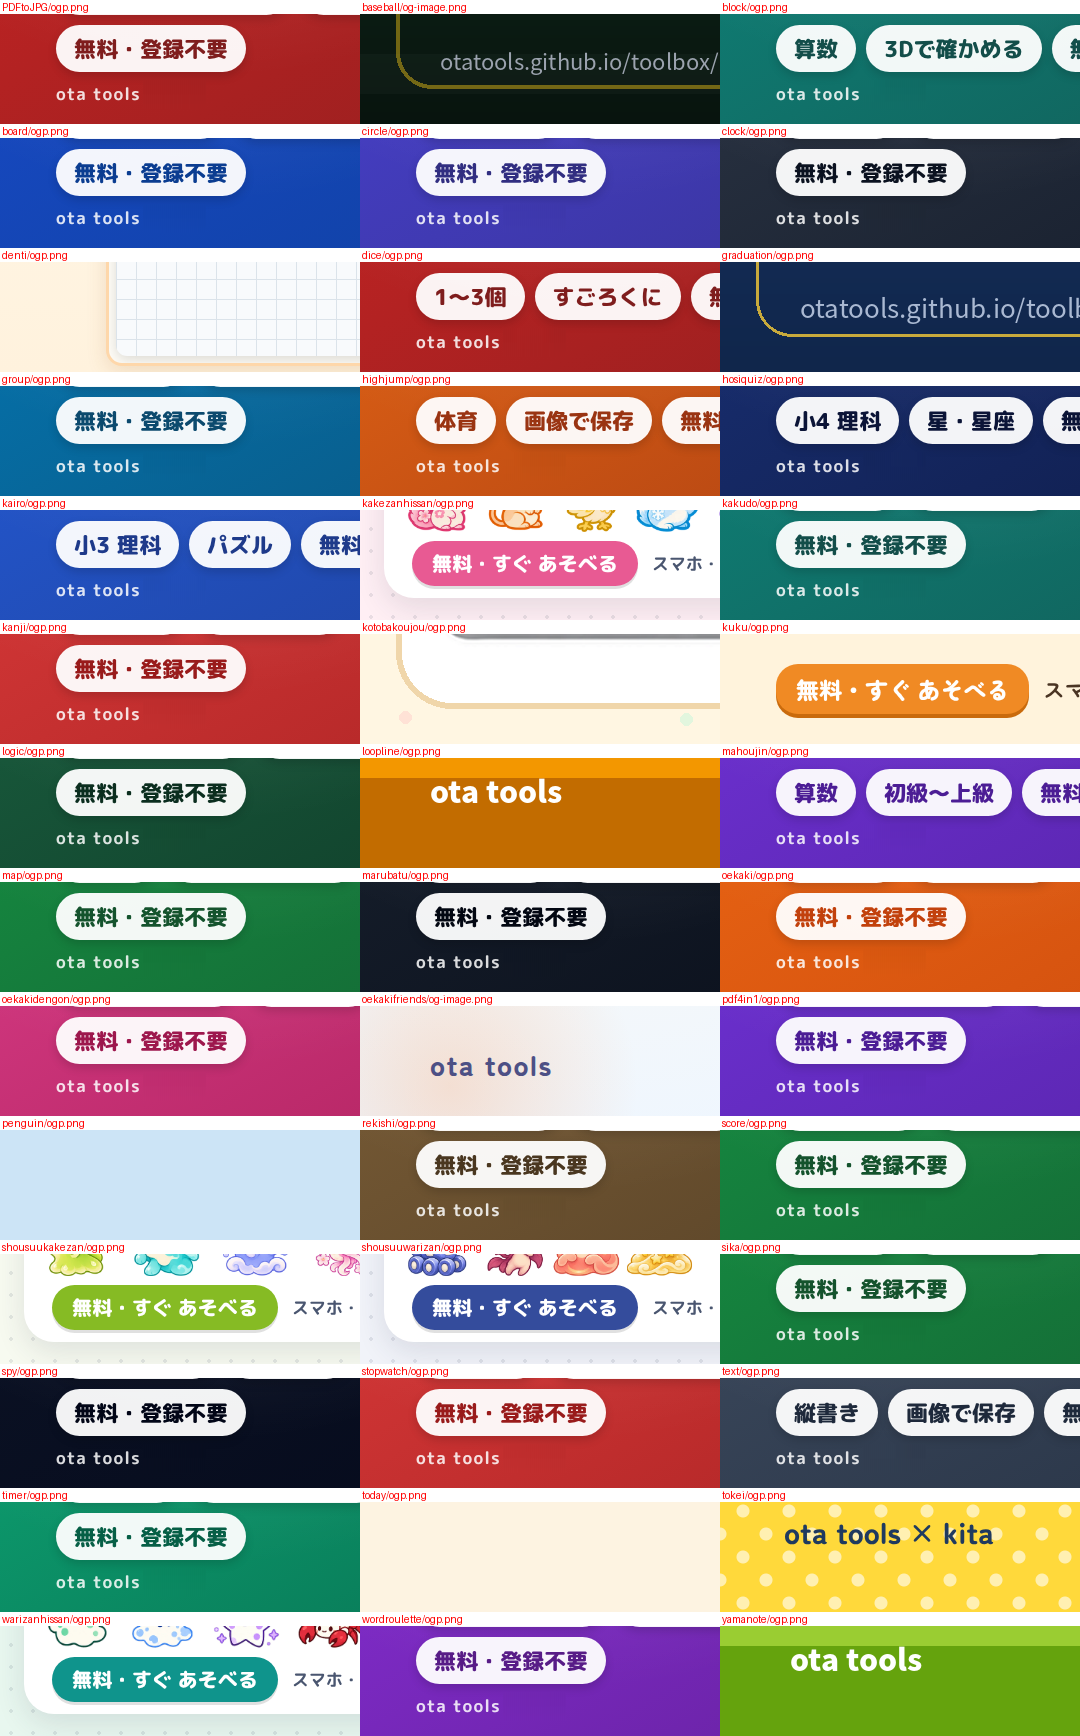 PDFtoJPG/ogp.png
無料・登録不要
ota tools
baseball/og-image.png
otatools.github.io/toolbox/
block/ogp.png
算数 3Dで確かめる
ota tools
board/ogp.png
無料・登録不要
ota tools
circle/ogp.png
無料・登録不要
ota tools
clock/ogp.png
無料・登録不要
ota tools
denti/ogp.png
dice/ogp.png
1〜3個 すごろくに
ota tools
graduation/ogp.png
otatools.github.io/toolb
group/ogp.png
無料・登録不要
ota tools
highjump/ogp.png
体育 画像で保存 無料
ota tools
hosiquiz/ogp.png
小4 理科 星・星座
ota tools
kairo/ogp.png
小3 理科 パズル 無料
ota tools
kakezanhissan/ogp.png
無料・すぐ あそべる スマホ・
kakudo/ogp.png
無料・登録不要
ota tools
kanji/ogp.png
無料・登録不要
ota tools
kotobakoujou/ogp.png
kuku/ogp.png
無料・すぐ あそべる スマ
logic/ogp.png
無料・登録不要
ota tools
loopline/ogp.png
ota tools
mahoujin/ogp.png
算数 初級〜上級 無料
ota tools
map/ogp.png
無料・登録不要
ota tools
marubatu/ogp.png
無料・登録不要
ota tools
oekaki/ogp.png
無料・登録不要
ota tools
oekakidengon/ogp.png
無料・登録不要
ota tools
oekakifriends/og-image.png
ota tools
pdf4in1/ogp.png
無料・登録不要
ota tools
penguin/ogp.png
rekishi/ogp.png
無料・登録不要
ota tools
score/ogp.png
無料・登録不要
ota tools
shousuukakezan/ogp.png
無料・すぐ あそべる スマホ・
shousuuwarizan/ogp.png
無料・すぐ あそべる スマホ・
sika/ogp.png
無料・登録不要
ota tools
spy/ogp.png
無料・登録不要
ota tools
stopwatch/ogp.png
無料・登録不要
ota tools
text/ogp.png
縦書き 画像で保存
ota tools
timer/ogp.png
無料・登録不要
ota tools
today/ogp.png
tokei/ogp.png
ota tools × kita
warizanhissan/ogp.png
無料・すぐ あそべる スマホ・
wordroulette/ogp.png
無料・登録不要
ota tools
yamanote/ogp.png
ota tools